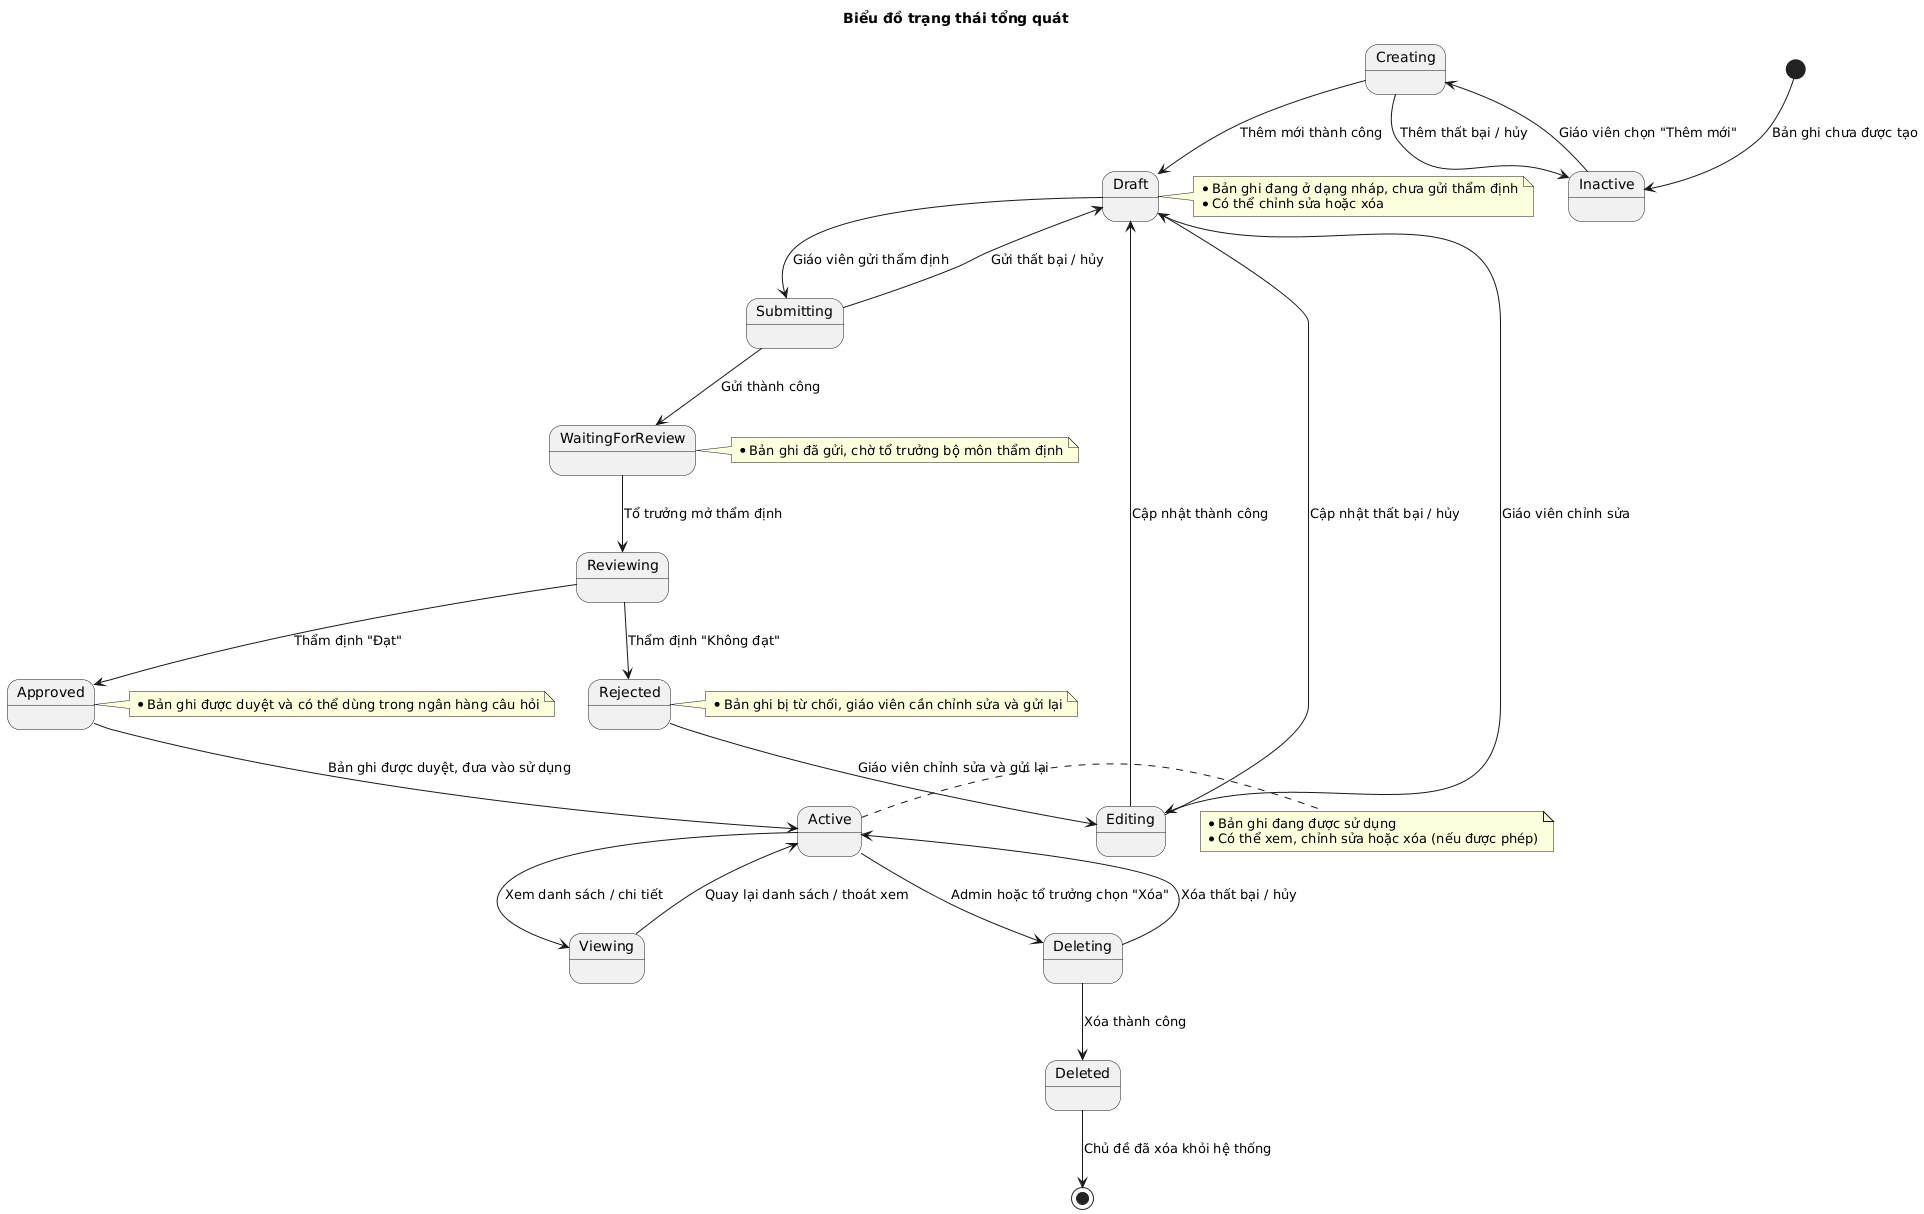 Biểu đồ trạng thái tổng quát
Creating
Thêm mới thành công
Thêm thất bại / hủy
Giáo viên chọn "Thêm mới"
Bản ghi chưa được tạo
Draft
• Bản ghi đang ở dạng nháp, chưa gửi thẩm định
• Có thể chỉnh sửa hoặc xóa
Inactive
Giáo viên gửi thẩm định
Gửi thất bại / hủy
Submitting
Gửi thành công
WaitingForReview
• Bản ghi đã gửi, chờ tổ trưởng bộ môn thẩm định
Tổ trưởng mở thẩm định
Cập nhật thành công
Cập nhật thất bại / hủy
Giáo viên chỉnh sửa
Reviewing
Thẩm định "Đạt"
Thẩm định "Không đạt"
Approved
• Bản ghi được duyệt và có thể dùng trong ngân hàng câu hỏi
Rejected
• Bản ghi bị từ chối, giáo viên cần chỉnh sửa và gửi lại
Bản ghi được duyệt, đưa vào sử dụng
Giáo viên chỉnh sửa và gửi lại
Active
Editing
• Bản ghi đang được sử dụng
• Có thể xem, chỉnh sửa hoặc xóa (nếu được phép)
Xem danh sách / chi tiết
Quay lại danh sách / thoát xem
Admin hoặc tổ trưởng chọn "Xóa"
Xóa thất bại / hủy
Viewing
Deleting
Xóa thành công
Deleted
Chủ đề đã xóa khỏi hệ thống